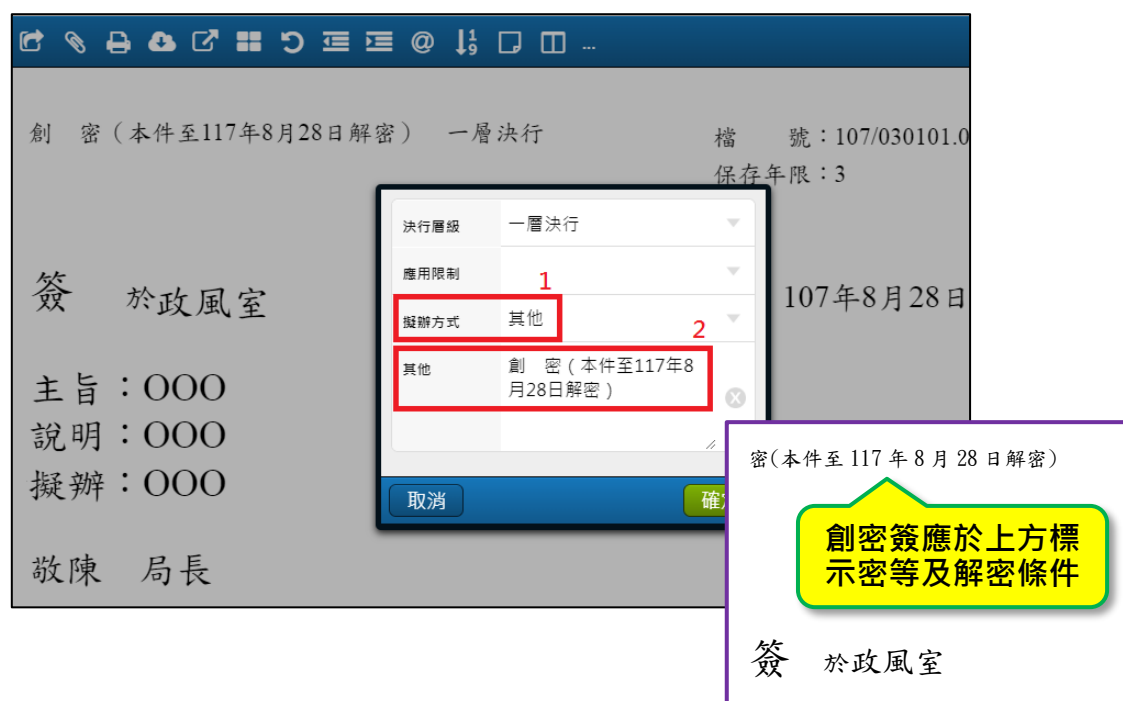 創　密（本件至117年8月28日解密）　一層決行
檔　　號：107/030101.0
保存年限：3
簽　於政風室
107年8月28日
主旨：OOO
說明：OOO
擬辦：OOO
敬陳　局長
決行層級　一層決行
應用限制
1
擬辦方式　其他
2
其他　創　密（本件至117年8
月28日解密）
取消
密(本件至 117 年 8 月 28 日解密)
創密簽應於上方標
示密等及解密條件
簽　於政風室